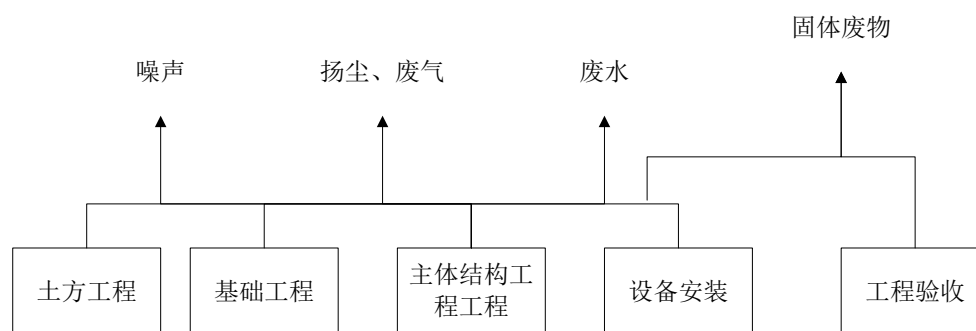 固体废物
噪声
扬尘、废气
废水
土方工程
基础工程
主体结构工
程工程
设备安装
工程验收